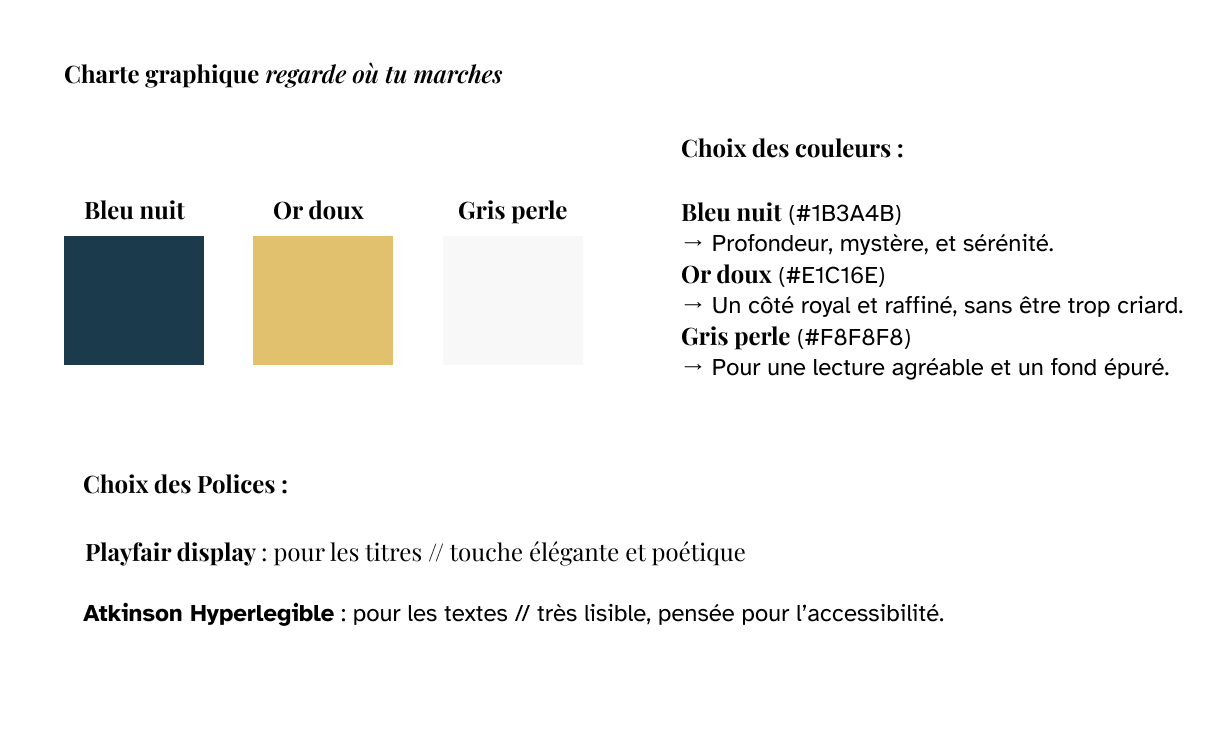 Charte graphique regarde où tu marches
Bleu nuit
Or doux
Gris perle
Choix des couleurs :
Bleu nuit (#1B3A4B)
→ Profondeur, mystère, et sérénité.
Or doux (#E1C16E)
→ Un côté royal et raffiné, sans être trop criard.
Gris perle (#F8F8F8)
→ Pour une lecture agréable et un fond épuré.
Choix des Polices :
Playfair display : pour les titres // touche élégante et poétique
Atkinson Hyperlegible : pour les textes // très lisible, pensée pour l’accessibilité.